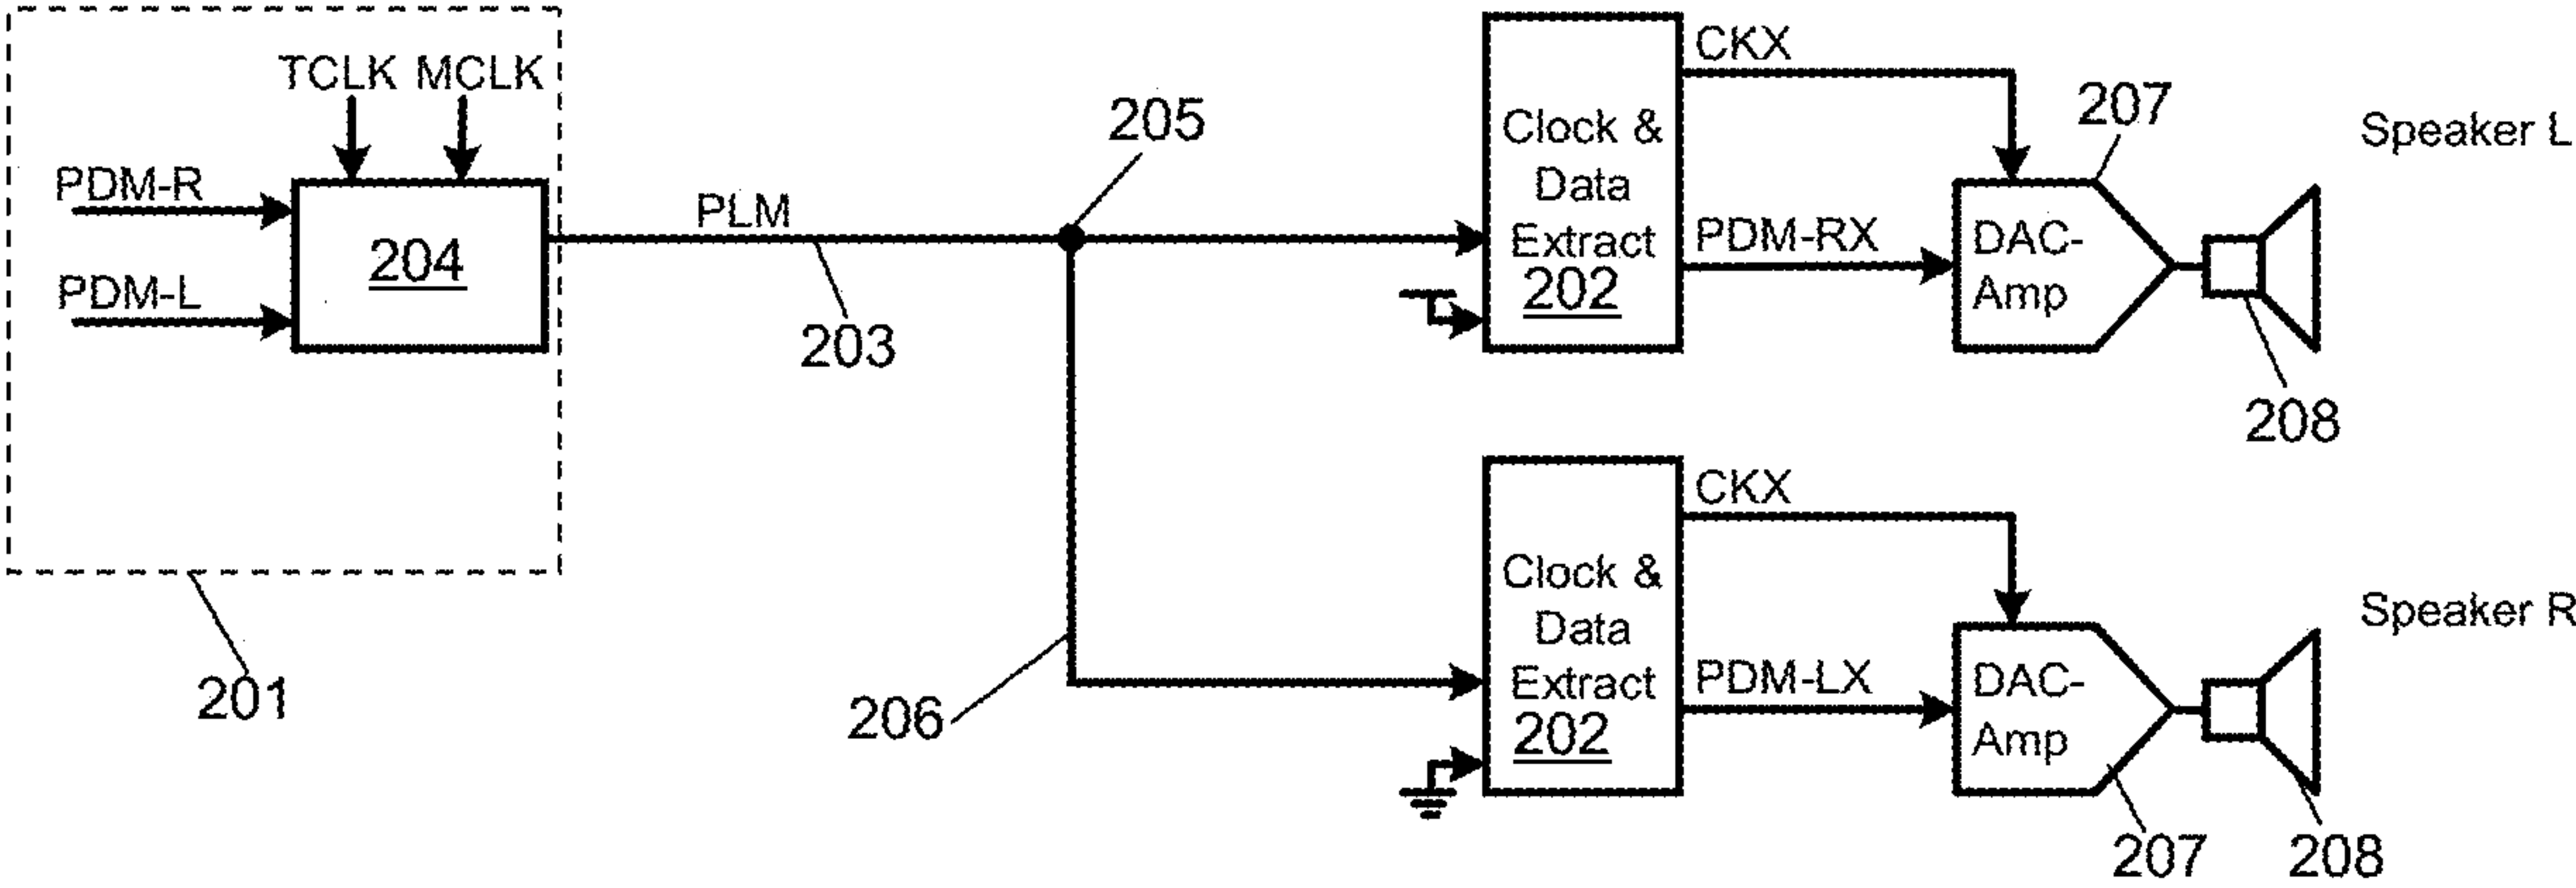 TCLK MCLK
PDM-R
PDM-L
204
201
PLM
203
205
206
Clock &
Data
Extract
202
CKX
PDM-RX
207
DAC-
Amp
208
Speaker L
Clock &
Data
Extract
202
CKX
PDM-LX
DAC-
Amp
207
208
Speaker R